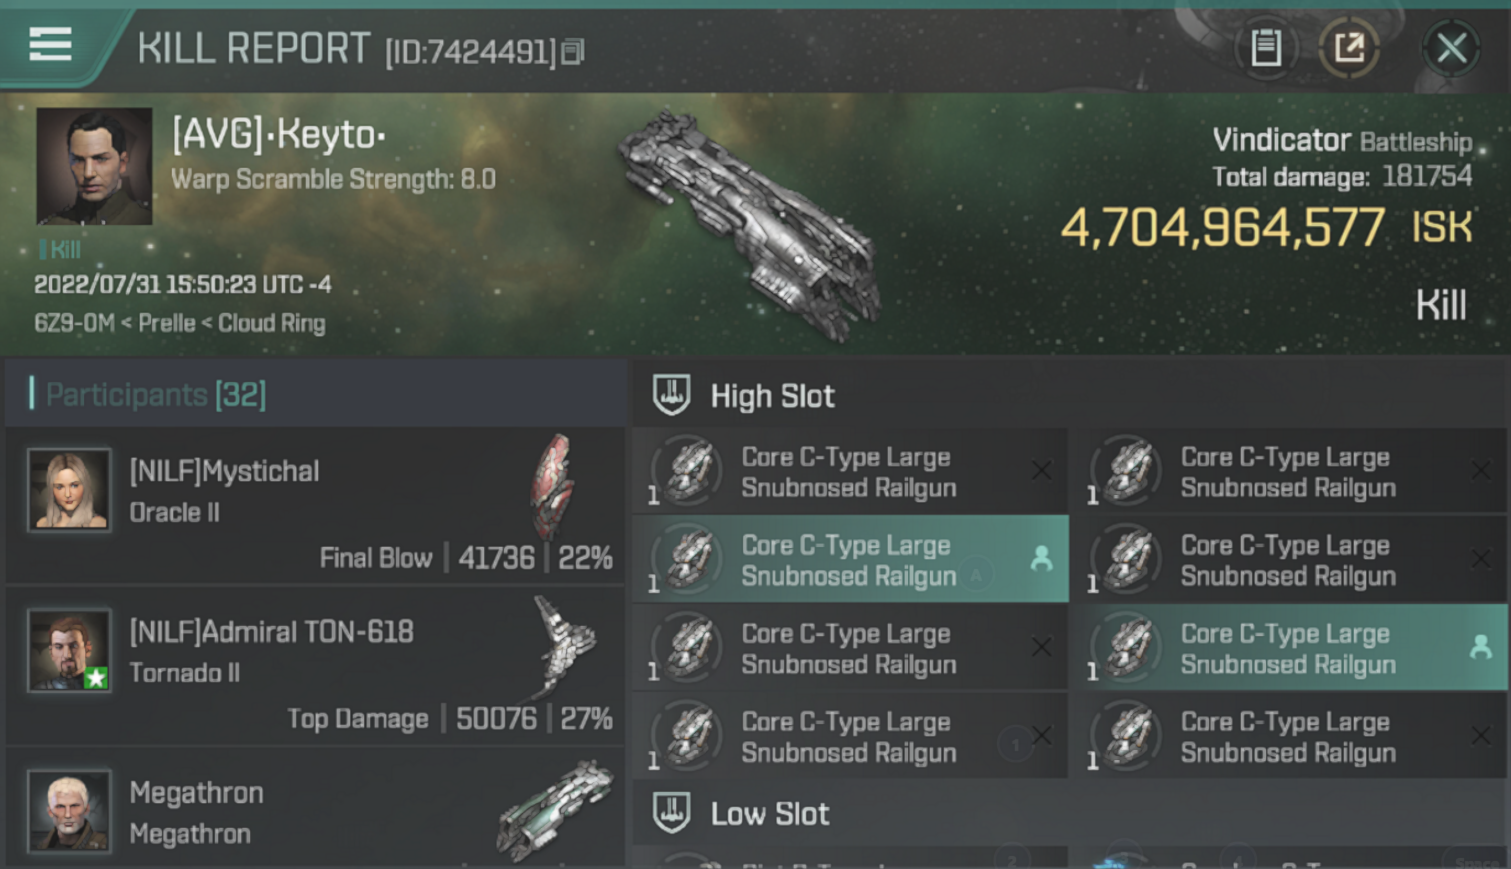 KILL REPORT [ID:7424491]
[AVG]•Keyto•
Warp Scramble Strength: 8.0
Kill
2022/07/31 15:50:23 UTC -4
6Z9-0M < Prelle < Cloud Ring
Vindicator Battleship
Total damage: 181754
4,704,964,577 ISK
Kill
Participants [32]
[NILF]Mystichal
Oracle II
Final Blow | 41736 | 22%
[NILF]Admiral TON-618
Tornado II
Top Damage | 50076 | 27%
Megathron
Megathron
High Slot
Core C-Type Large
Snubnosed Railgun
1
Core C-Type Large
Snubnosed Railgun
1
Core C-Type Large
Snubnosed Railgun
1
A
Core C-Type Large
Snubnosed Railgun
1
Core C-Type Large
Snubnosed Railgun
1
Core C-Type Large
Snubnosed Railgun
1
Core C-Type Large
Snubnosed Railgun
1
1
Core C-Type Large
Snubnosed Railgun
1
Low Slot
2
4
Space